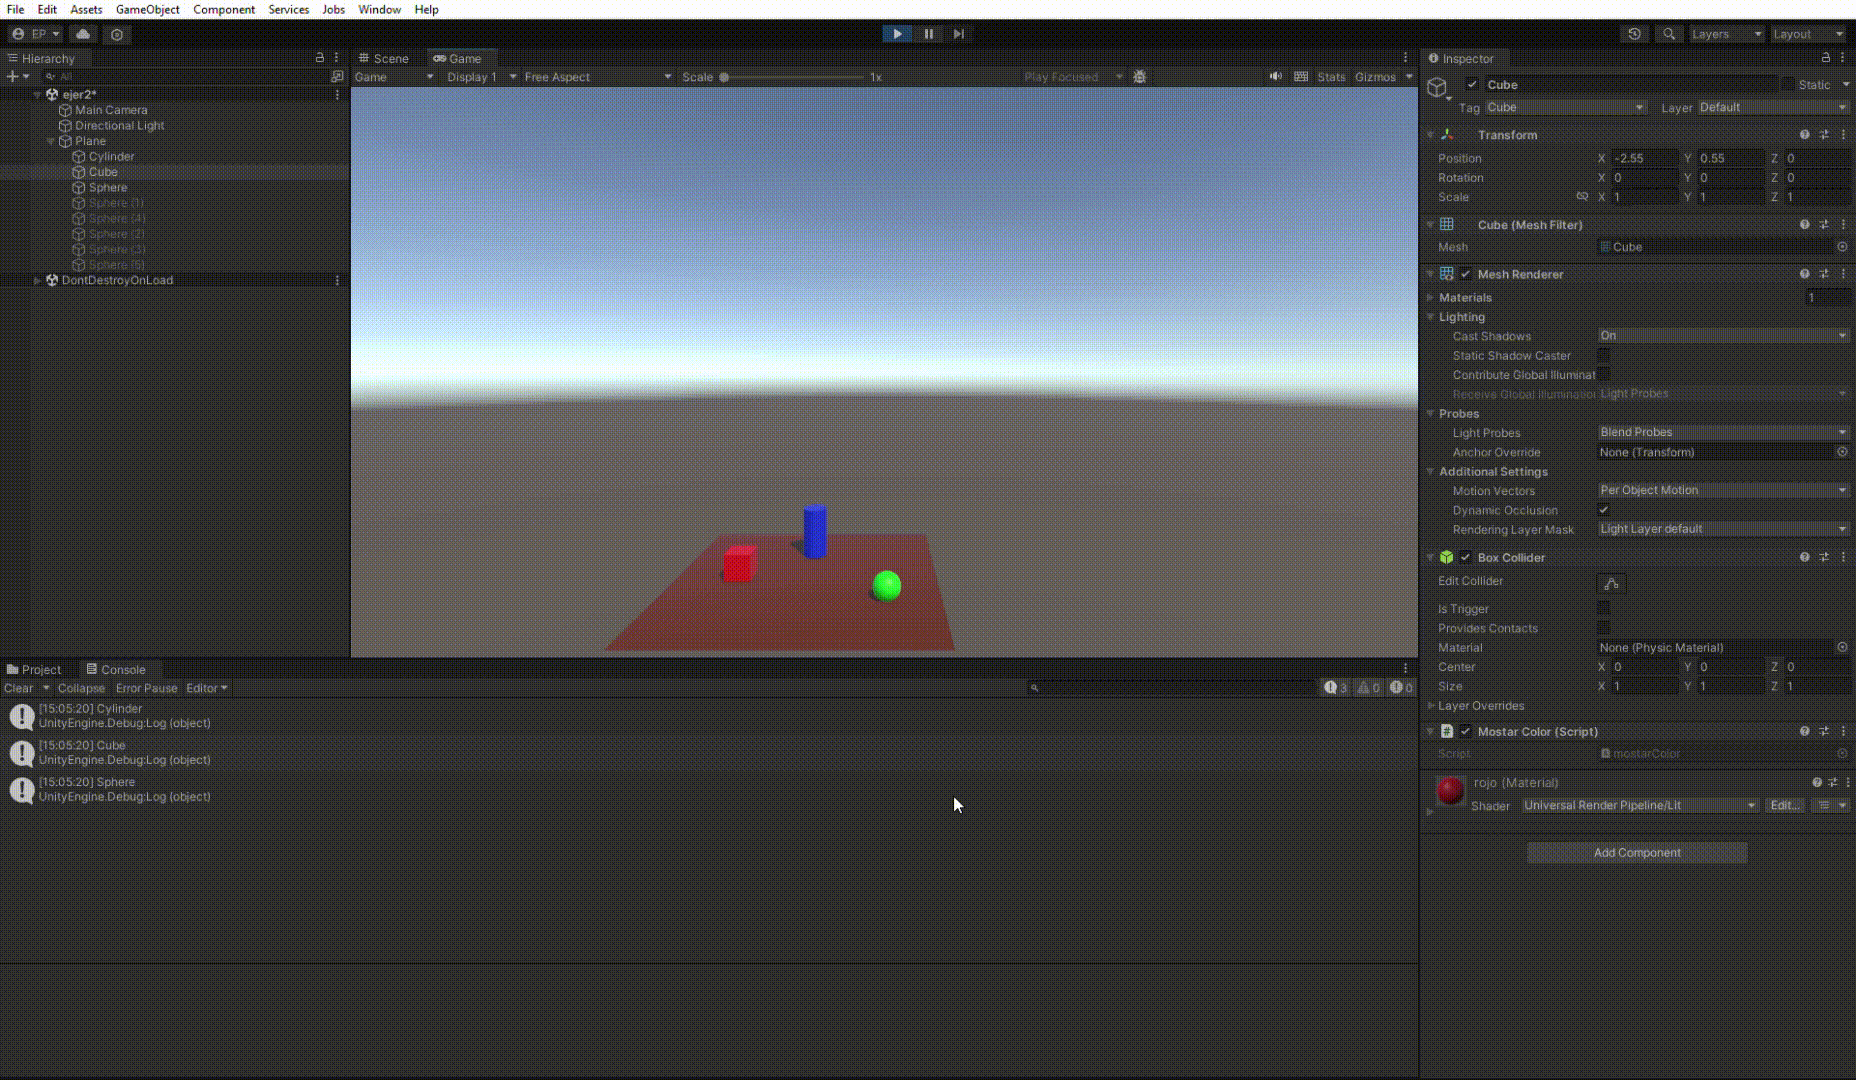 File Edit Assets GameObject Component Services Jobs Window Help
EP Layers Layout
Hierarchy
All
ejer2*
Main Camera
Directional Light
Plane
Cylinder
Cube
Sphere
Sphere (1)
Sphere (4)
Sphere (2)
Sphere (3)
Sphere (5)
DontDestroyOnLoad
Scene Game
Game Display 1 Free Aspect Scale 1x Play Focused Stats Gizmos
Project Console
Clear Collapse Error Pause Editor 3 0 0
[15:05:20] Cylinder
UnityEngine.Debug:Log (object)
[15:05:20] Cube
UnityEngine.Debug:Log (object)
[15:05:20] Sphere
UnityEngine.Debug:Log (object)
Inspector
Cube Static
Tag Cube Layer Default
Transform
Position X -2.55 Y 0.55 Z 0
Rotation X 0 Y 0 Z 0
Scale X 1 Y 1 Z 1
Cube (Mesh Filter)
Mesh Cube
Mesh Renderer
Materials 1
Lighting
Cast Shadows On
Static Shadow Caster
Contribute Global Illuminat
Receive Global Illumination Light Probes
Probes
Light Probes Blend Probes
Anchor Override None (Transform)
Additional Settings
Motion Vectors Per Object Motion
Dynamic Occlusion
Rendering Layer Mask Light Layer default
Box Collider
Edit Collider
Is Trigger
Provides Contacts
Material None (Physic Material)
Center X 0 Y 0 Z 0
Size X 1 Y 1 Z 1
Layer Overrides
Mostar Color (Script)
Script mostarColor
rojo (Material)
Shader Universal Render Pipeline/Lit Edit...
Add Component